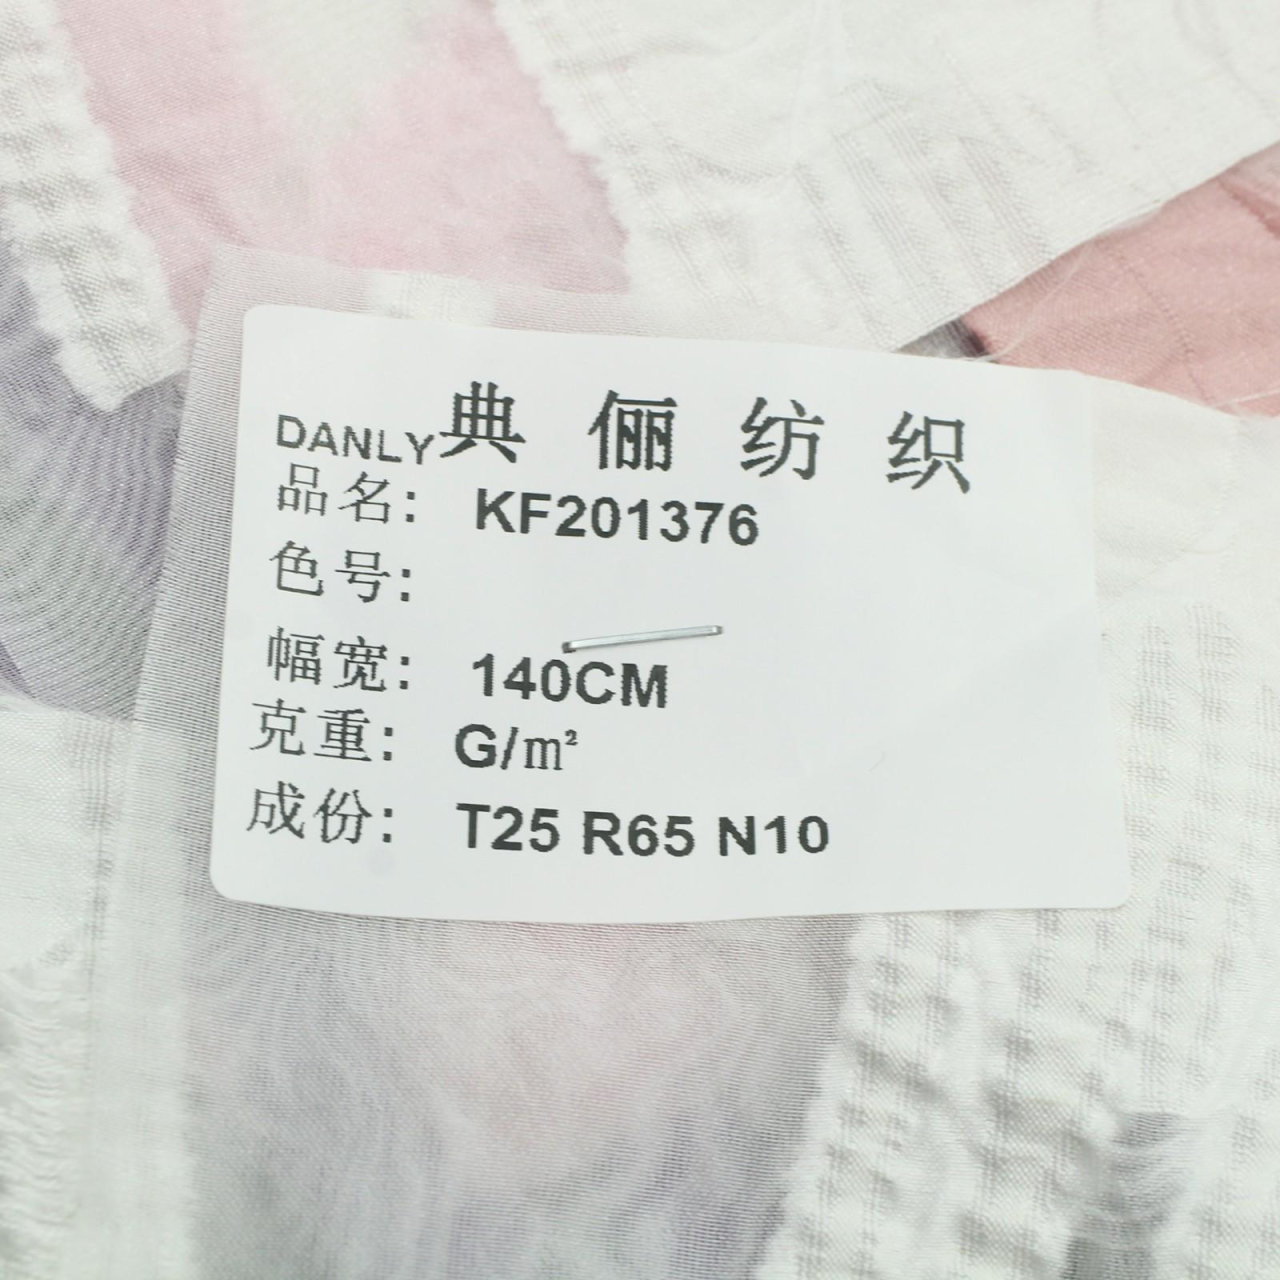 DANLY典俪纺织
品名: KF201376
色号:
幅宽: 140CM
克重: G/m²
成份: T25 R65 N10